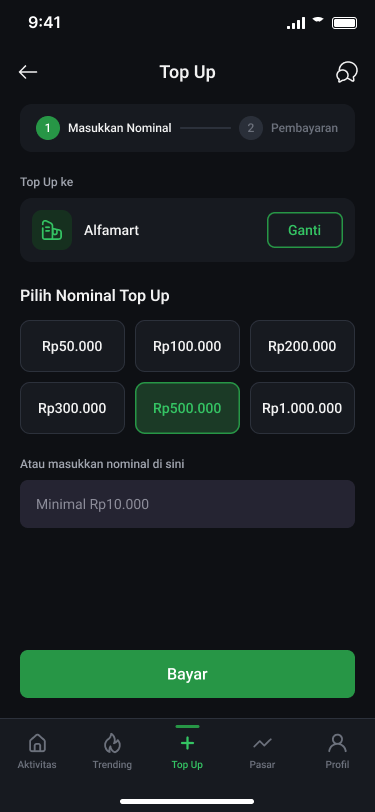 9:41
Top Up
1 Masukkan Nominal 2 Pembayaran
Top Up ke
Alfamart Ganti
Pilih Nominal Top Up
Rp50.000 Rp100.000 Rp200.000
Rp300.000 Rp500.000 Rp1.000.000
Atau masukkan nominal di sini
Minimal Rp10.000
Bayar
Aktivitas Trending Top Up Pasar Profil